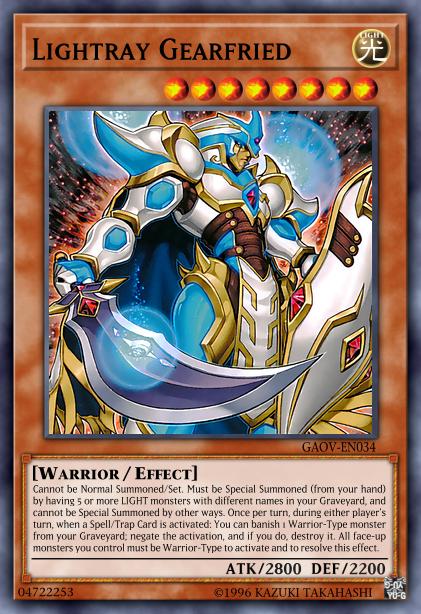 LIGHTRAY GEARFRIED
LIGHT
光
GAOV-EN034
[WARRIOR / EFFECT]
Cannot be Normal Summoned/Set. Must be Special Summoned (from your hand)
by having 5 or more LIGHT monsters with different names in your Graveyard, and
cannot be Special Summoned by other ways. Once per turn, during either player's
turn, when a Spell/Trap Card is activated: You can banish 1 Warrior-Type monster
from your Graveyard; negate the activation, and if you do, destroy it. All face-up
monsters you control must be Warrior-Type to activate and to resolve this effect.
ATK/2800 DEF/2200
04722253
©1996 KAZUKI TAKAHASHI